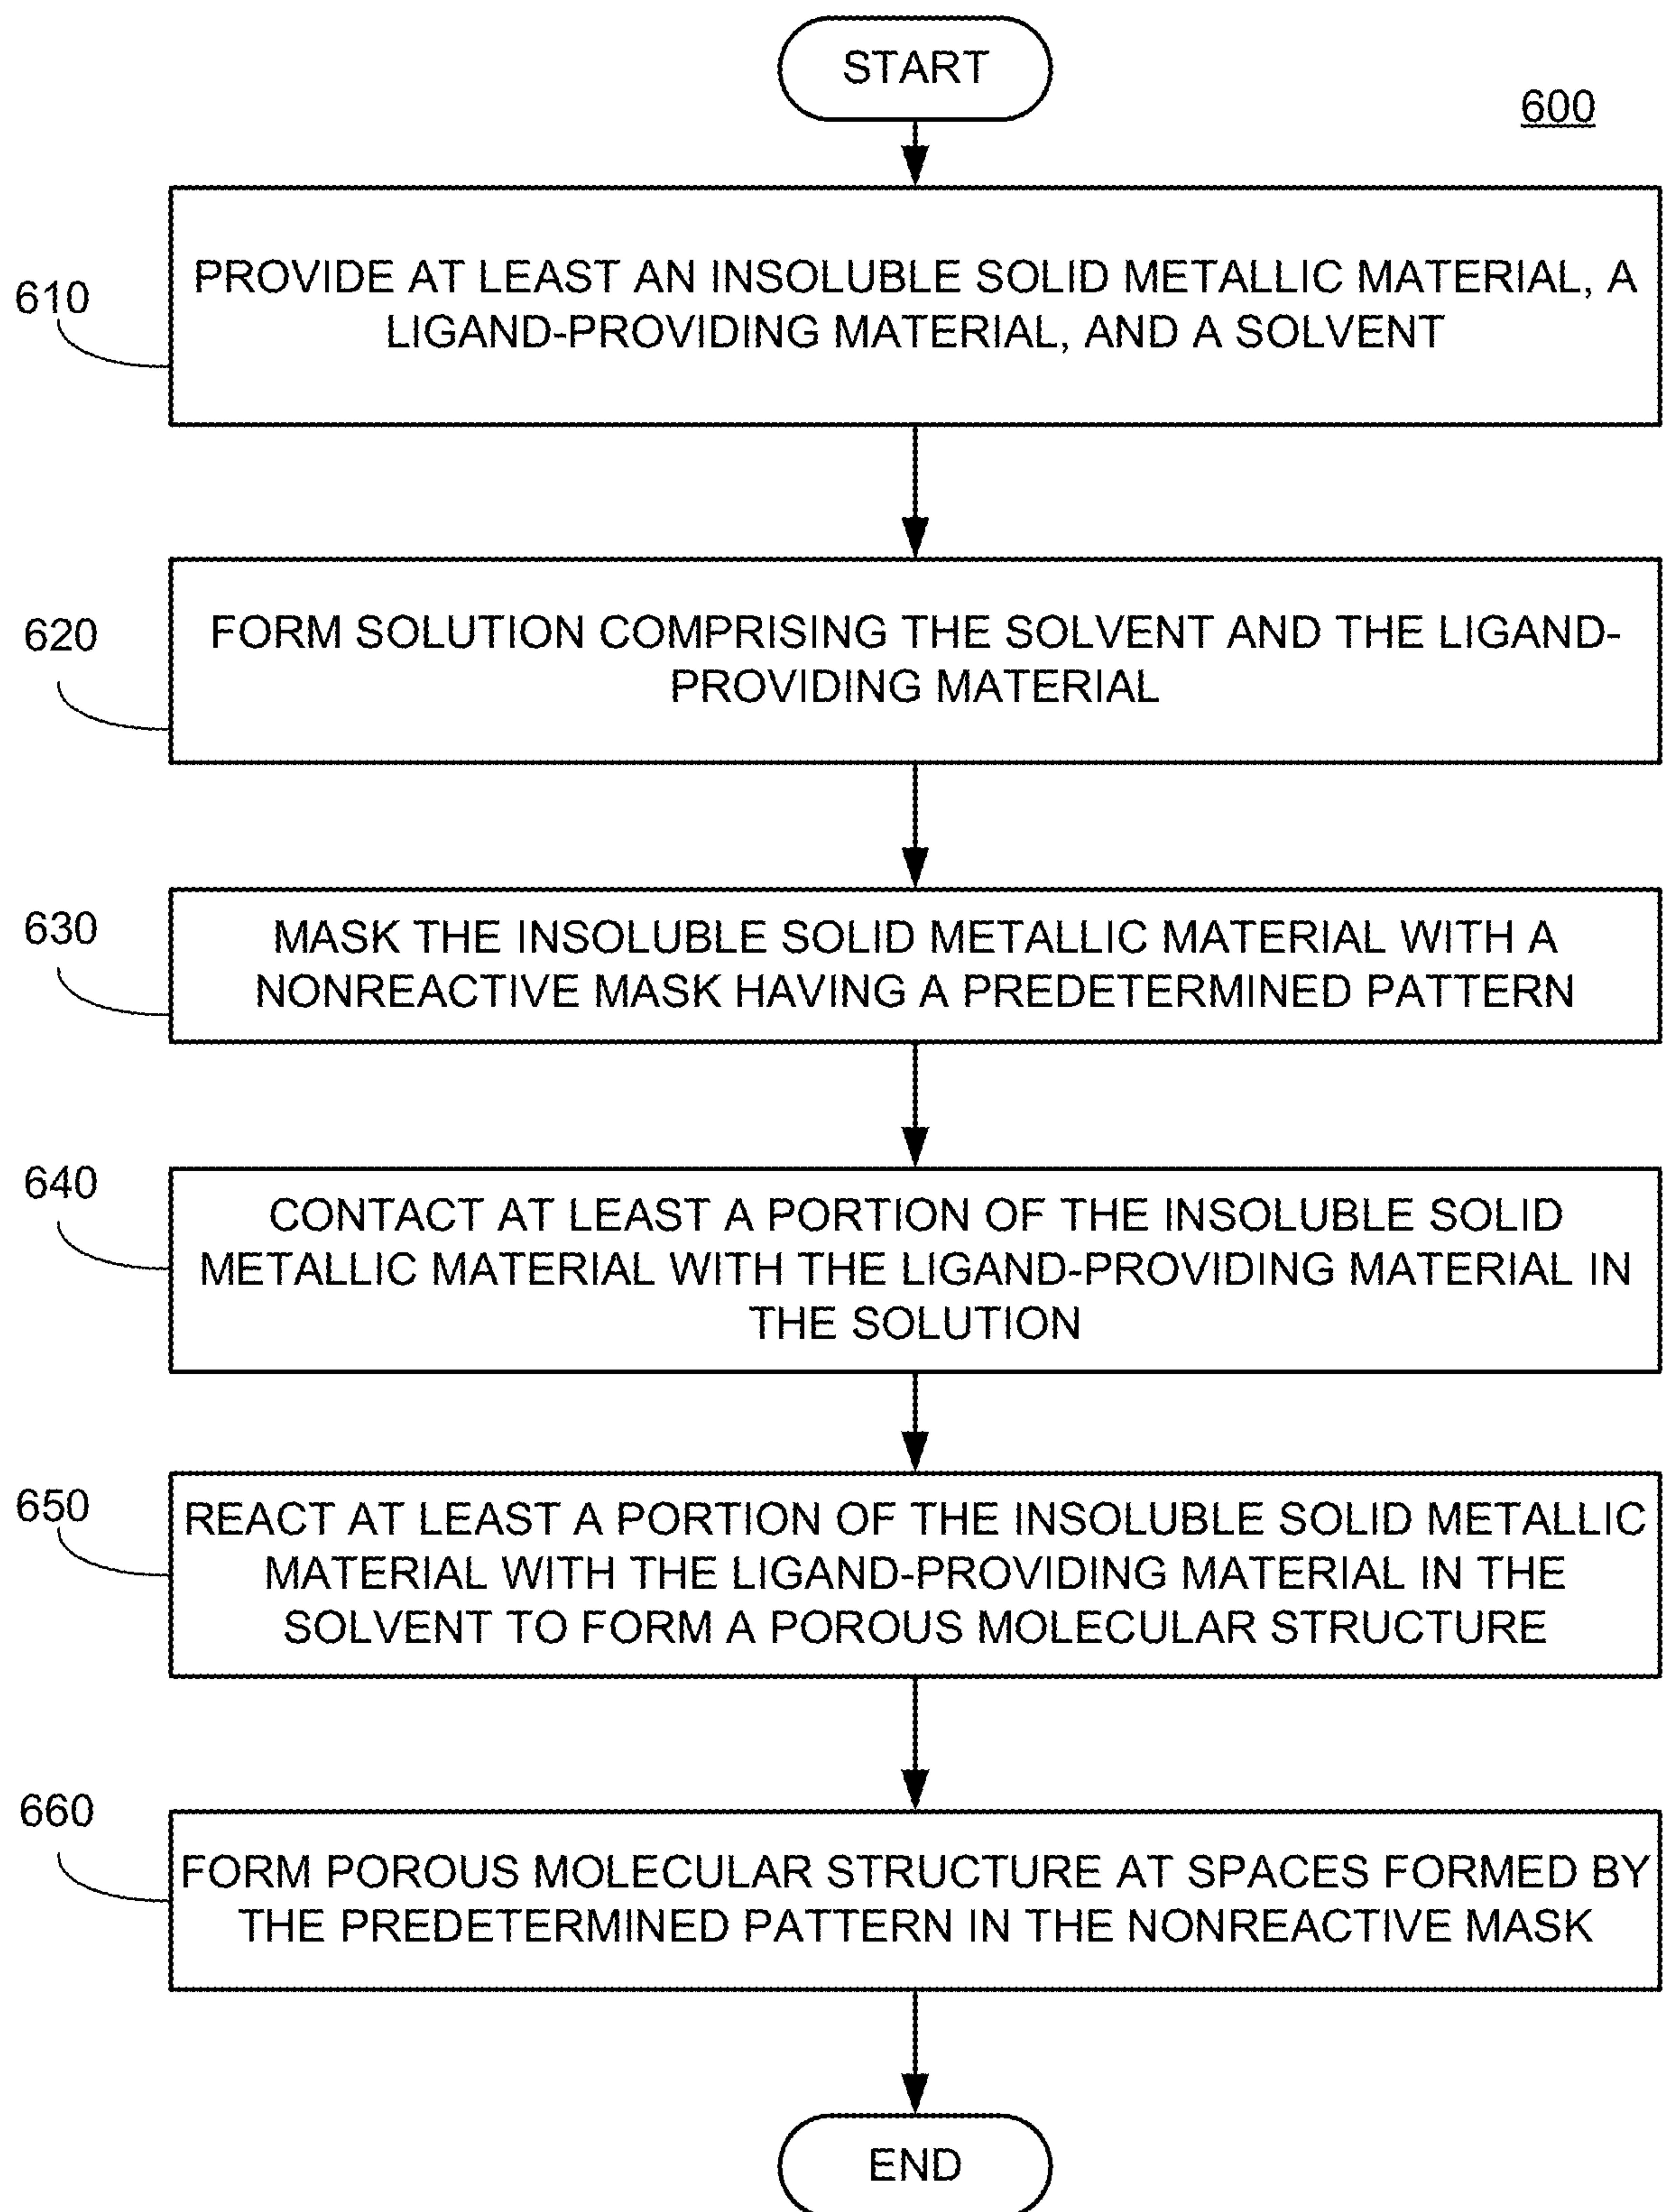 START
600
610
PROVIDE AT LEAST AN INSOLUBLE SOLID METALLIC MATERIAL, A
LIGAND-PROVIDING MATERIAL, AND A SOLVENT
620
FORM SOLUTION COMPRISING THE SOLVENT AND THE LIGAND-
PROVIDING MATERIAL
630
MASK THE INSOLUBLE SOLID METALLIC MATERIAL WITH A
NONREACTIVE MASK HAVING A PREDETERMINED PATTERN
640
CONTACT AT LEAST A PORTION OF THE INSOLUBLE SOLID
METALLIC MATERIAL WITH THE LIGAND-PROVIDING MATERIAL IN
THE SOLUTION
650
REACT AT LEAST A PORTION OF THE INSOLUBLE SOLID METALLIC
MATERIAL WITH THE LIGAND-PROVIDING MATERIAL IN THE
SOLVENT TO FORM A POROUS MOLECULAR STRUCTURE
660
FORM POROUS MOLECULAR STRUCTURE AT SPACES FORMED BY
THE PREDETERMINED PATTERN IN THE NONREACTIVE MASK
END